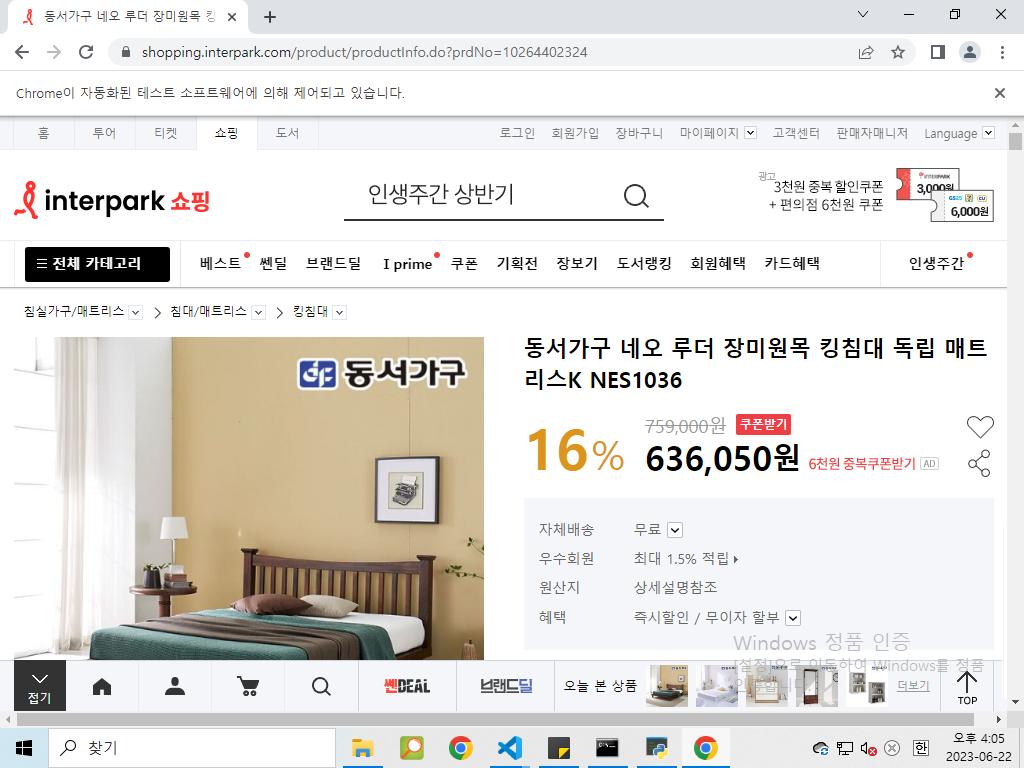 동서가구 네오 루더 장미원목 킹
shopping.interpark.com/product/productInfo.do?prdNo=10264402324
Chrome이 자동화된 테스트 소프트웨어에 의해 제어되고 있습니다.
홈 투어 티켓 쇼핑 도서 로그인 회원가입 장바구니 마이페이지 고객센터 판매자매니저 Language
interpark 쇼핑
인생주간 상반기
광고
3천원 중복 할인쿠폰
+ 편의점 6천원 쿠폰
INTERPARK
3,000원
GS25 CU
6,000원
전체 카테고리 베스트 쎈딜 브랜드딜 I prime 쿠폰 기획전 장보기 도서랭킹 회원혜택 카드혜택 인생주간
침실가구/매트리스 침대/매트리스 킹침대
동서가구
동서가구 네오 루더 장미원목 킹침대 독립 매트
리스K NES1036
16%
759,000원 쿠폰받기
636,050원 6천원 중복쿠폰받기 AD
자체배송 무료
우수회원 최대 1.5% 적립
원산지 상세설명참조
혜택 즉시할인 / 무이자 할부
Windows 정품 인증
[설정]으로 이동하여 Windows를 정품
인증합니다.
접기
쎈DEAL
브랜드딜
오늘 본 상품
더보기
TOP
찾기
한
오후 4:05
2023-06-22